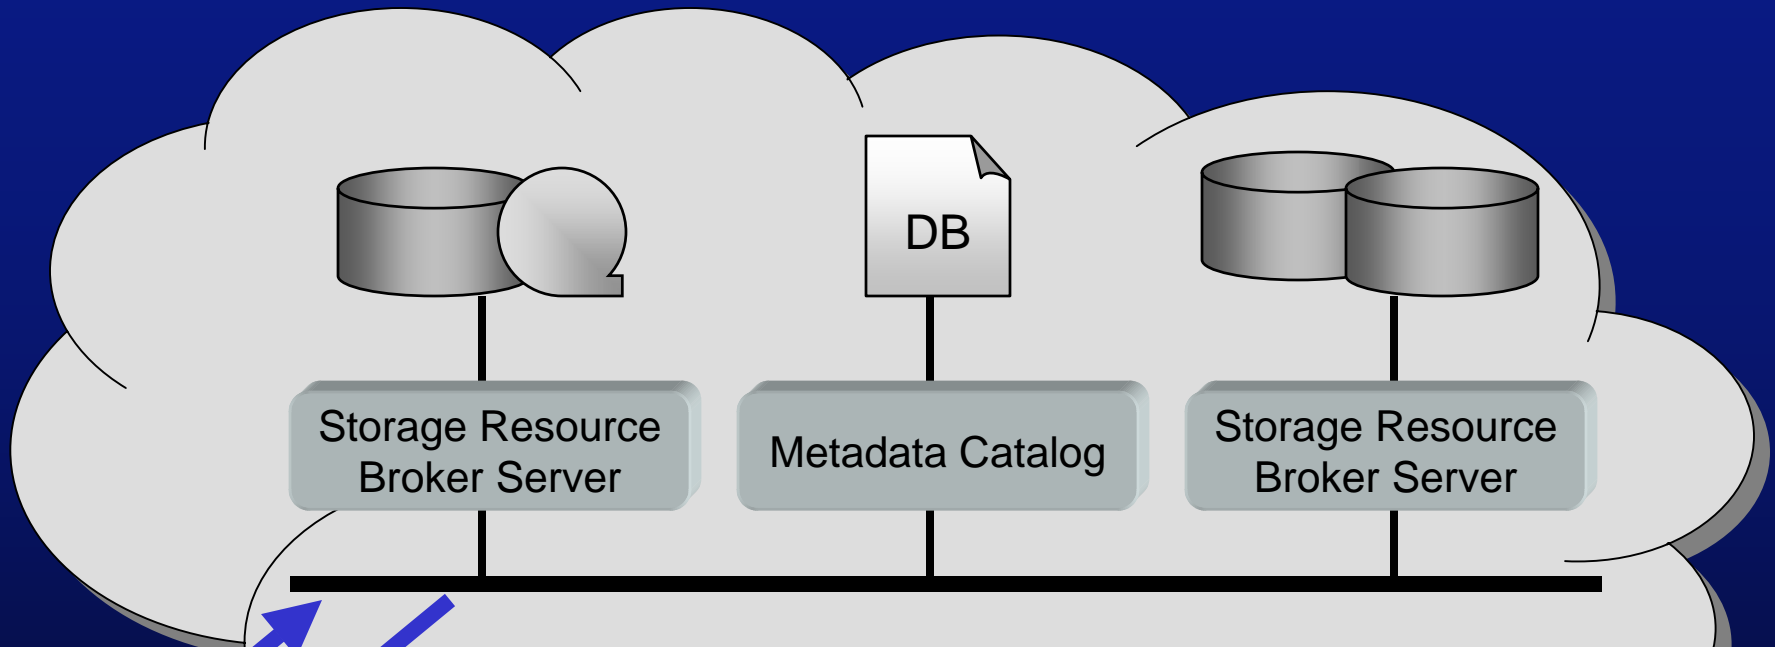 DB
Storage Resource
Broker Server
Metadata Catalog
Storage Resource
Broker Server